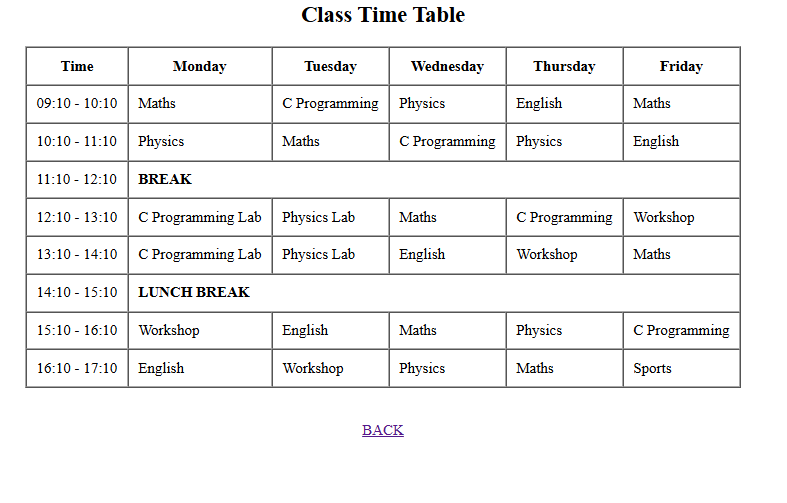 Class Time Table
Time Monday Tuesday Wednesday Thursday Friday
09:10 - 10:10 Maths C Programming Physics English Maths
10:10 - 11:10 Physics Maths C Programming Physics English
11:10 - 12:10 BREAK
12:10 - 13:10 C Programming Lab Physics Lab Maths C Programming Workshop
13:10 - 14:10 C Programming Lab Physics Lab English Workshop Maths
14:10 - 15:10 LUNCH BREAK
15:10 - 16:10 Workshop English Maths Physics C Programming
16:10 - 17:10 English Workshop Physics Maths Sports
BACK